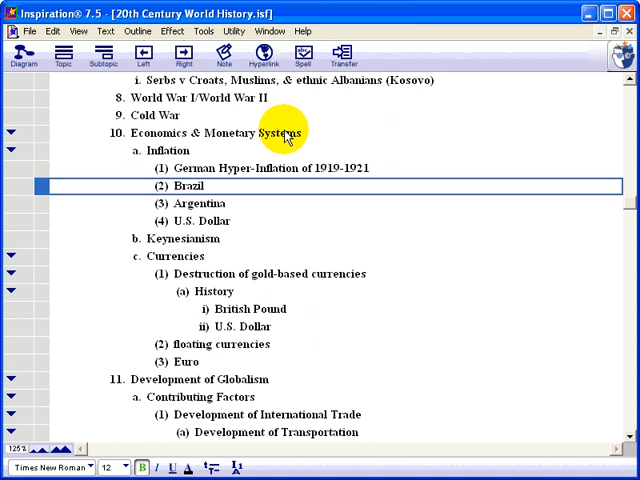 Inspiration® 7.5 - [20th Century World History.isf]
File Edit View Text Outline Effect Tools Utility Window Help
Diagram Topic Subtopic Left Right Note Hyperlink Spell Transfer
i. Serbs v Croats, Muslims, & ethnic Albanians (Kosovo)
8. World War I/World War II
9. Cold War
10. Economics & Monetary Systems
a. Inflation
(1) German Hyper-Inflation of 1919-1921
(2) Brazil
(3) Argentina
(4) U.S. Dollar
b. Keynesianism
c. Currencies
(1) Destruction of gold-based currencies
(a) History
i) British Pound
ii) U.S. Dollar
(2) floating currencies
(3) Euro
11. Development of Globalism
a. Contributing Factors
(1) Development of International Trade
(a) Development of Transportation
125%
Times New Roman 12 B I U A